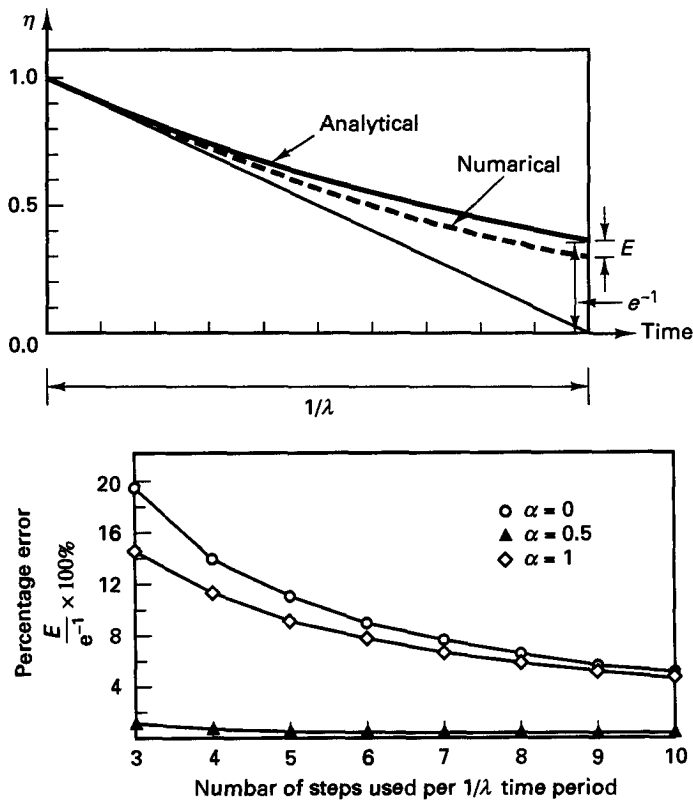 η
1.0
Analytical
Numarical
0.5
E
e⁻¹
0.0
Time
1/λ
Percentage error
E/e⁻¹ × 100%
20
16
12
8
4
α = 0
α = 0.5
α = 1
3 4 5 6 7 8 9 10
Numbar of steps used per 1/λ time period